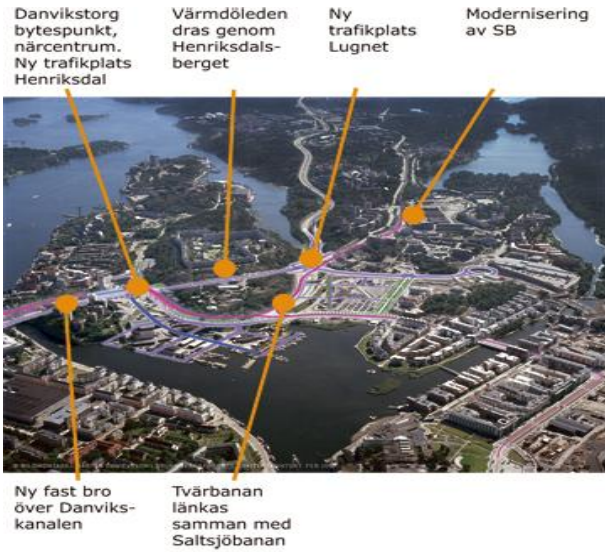 Danvikstorg
bytespunkt,
närcentrum.
Ny trafikplats
Henriksdal
Värmdöleden
dras genom
Henriksdals-
berget
Ny
trafikplats
Lugnet
Modernisering
av SB
Ny fast bro
över Danviks-
kanalen
Tvärbanan
länkas
samman med
Saltsjöbanan